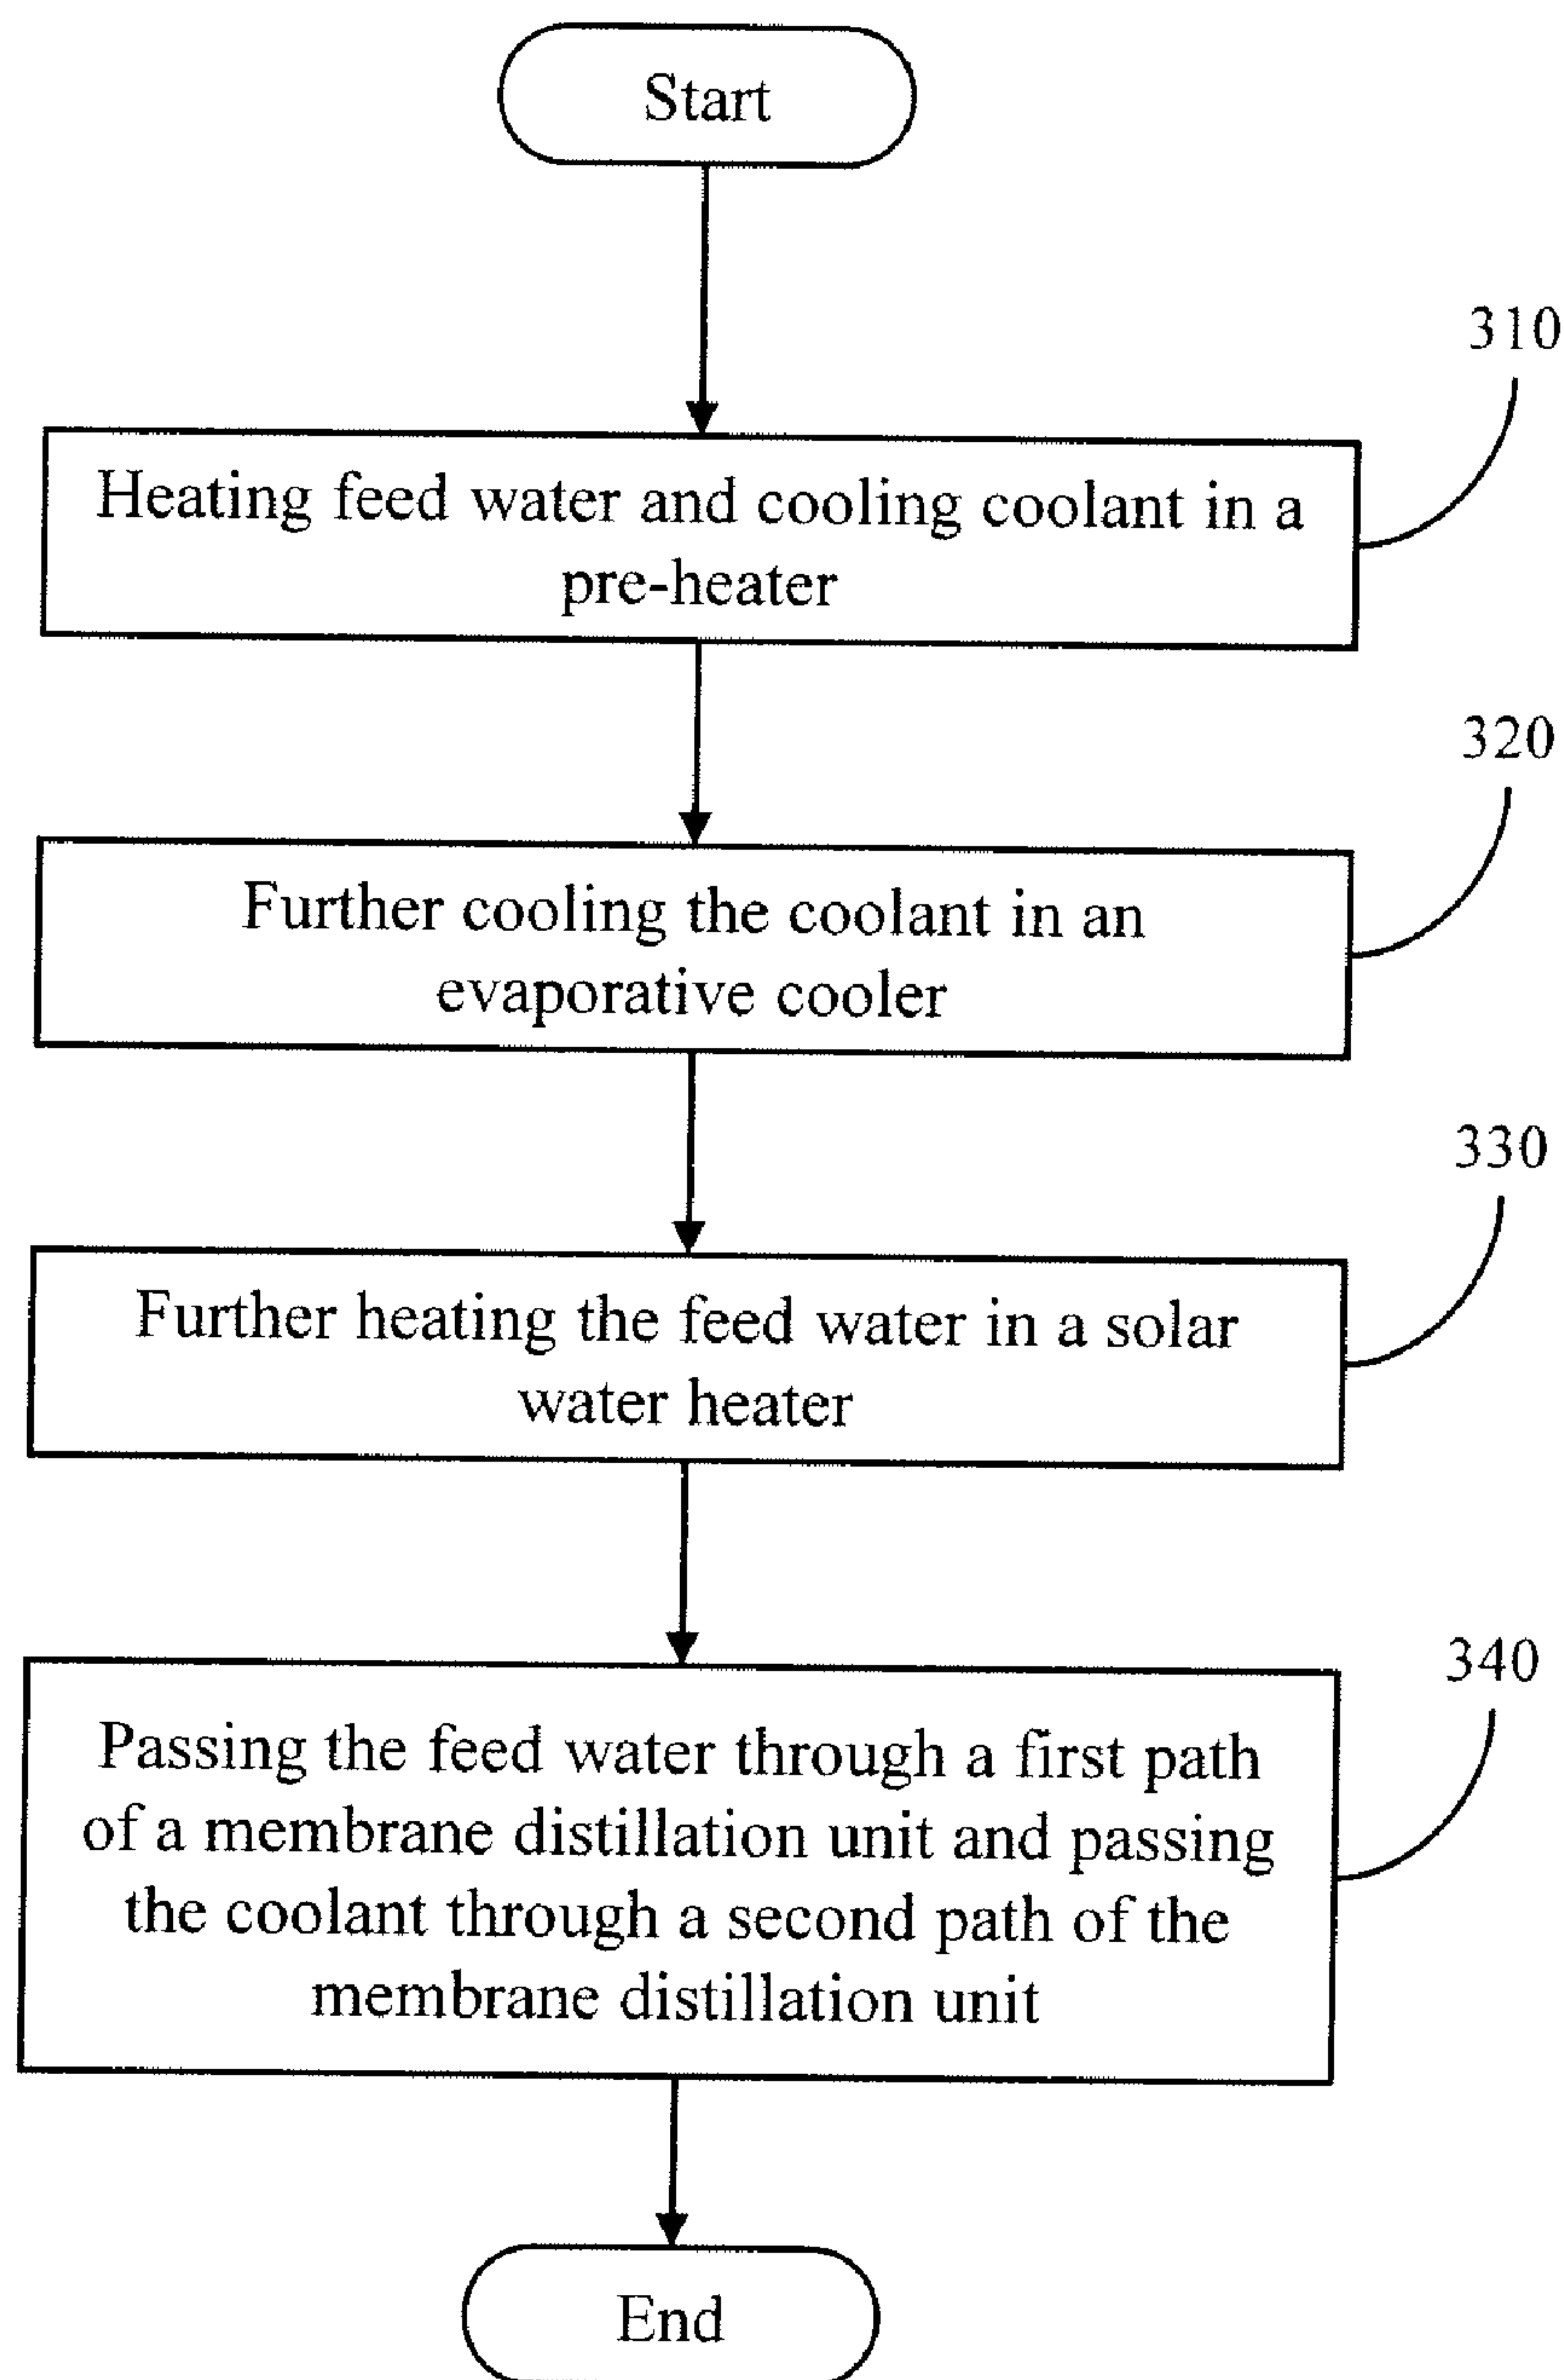 Start
310
Heating feed water and cooling coolant in a
pre-heater
320
Further cooling the coolant in an
evaporative cooler
330
Further heating the feed water in a solar
water heater
340
Passing the feed water through a first path
of a membrane distillation unit and passing
the coolant through a second path of the
membrane distillation unit
End